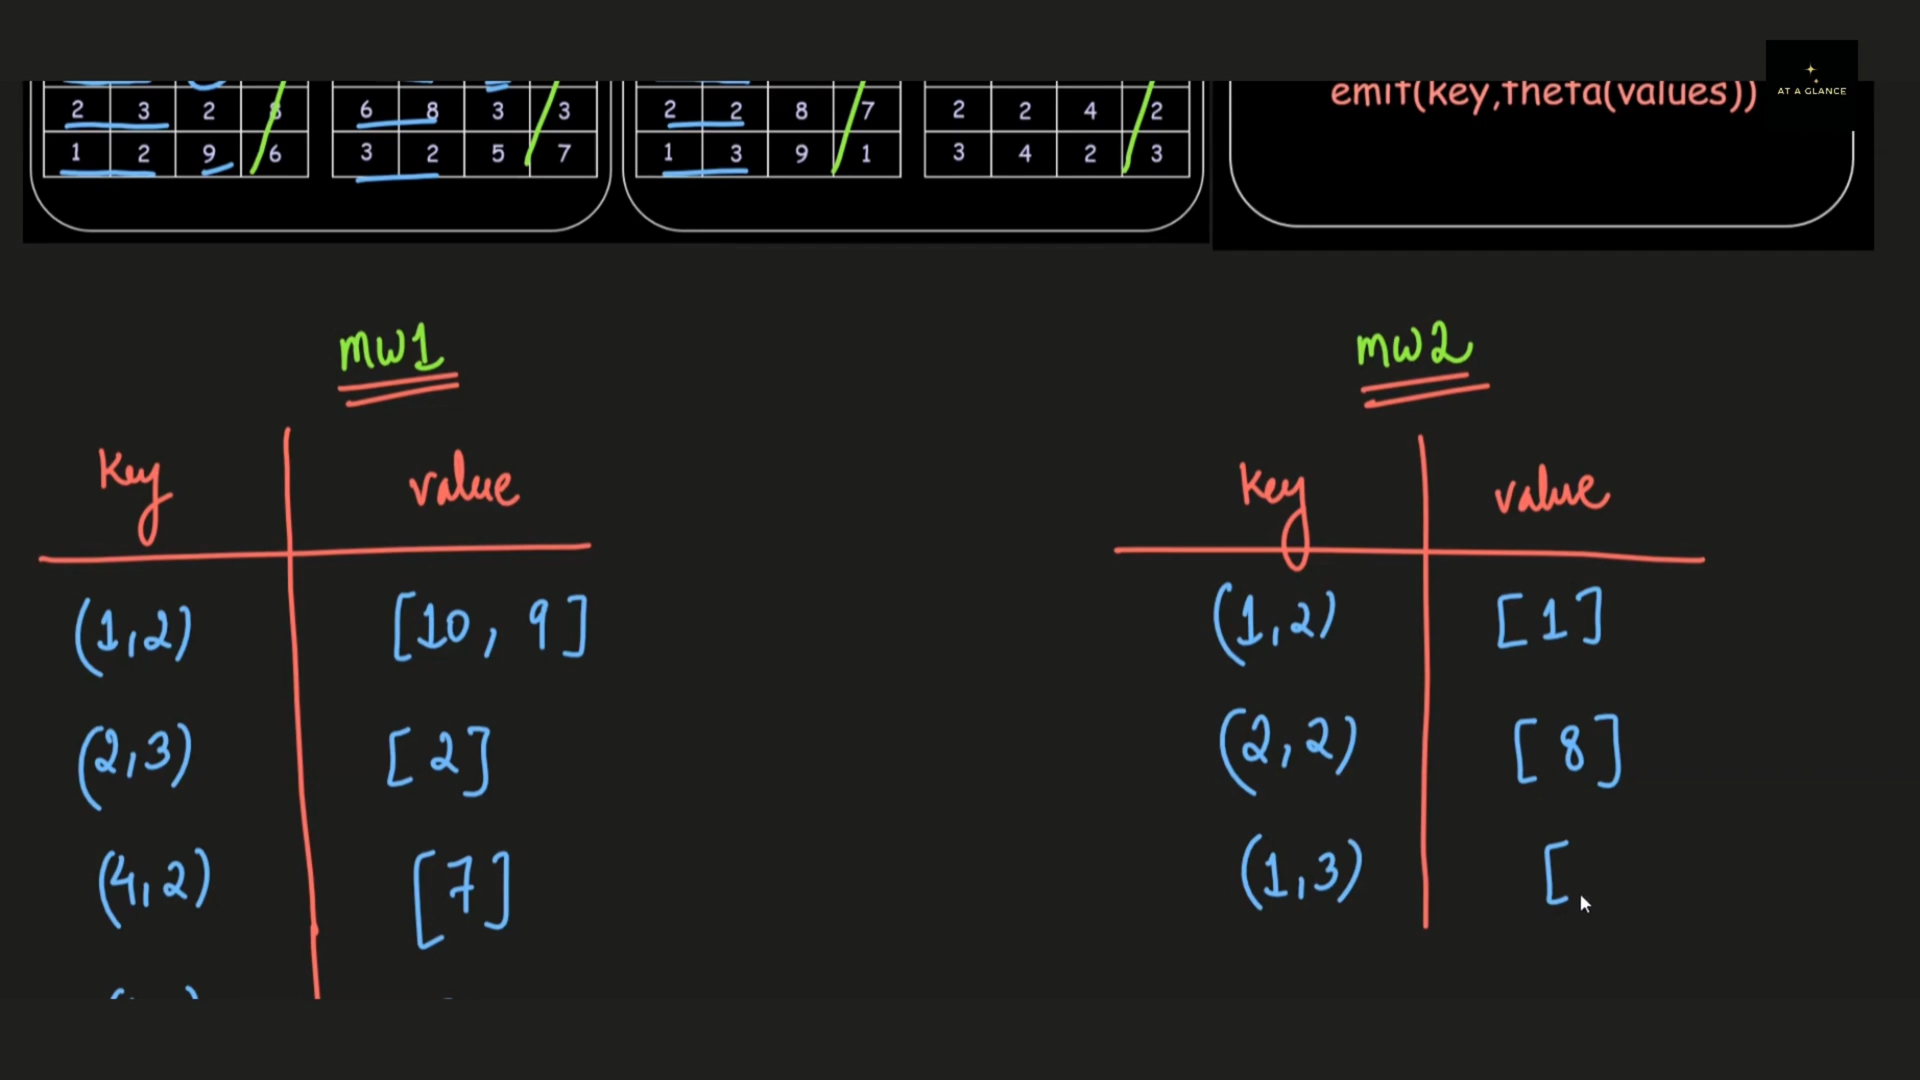 emit(key,theta(values))
AT A GLANCE
2 3 2 8
6 8 3 3
2 2 8 7
2 2 4 2
1 2 9 6
3 2 5 7
1 3 9 1
3 4 2 3
mw1
mw2
Key value
key value
(1,2) [10, 9]
(1,2) [1]
(2,3) [2]
(2,2) [8]
(4,2) [7]
(1,3) [